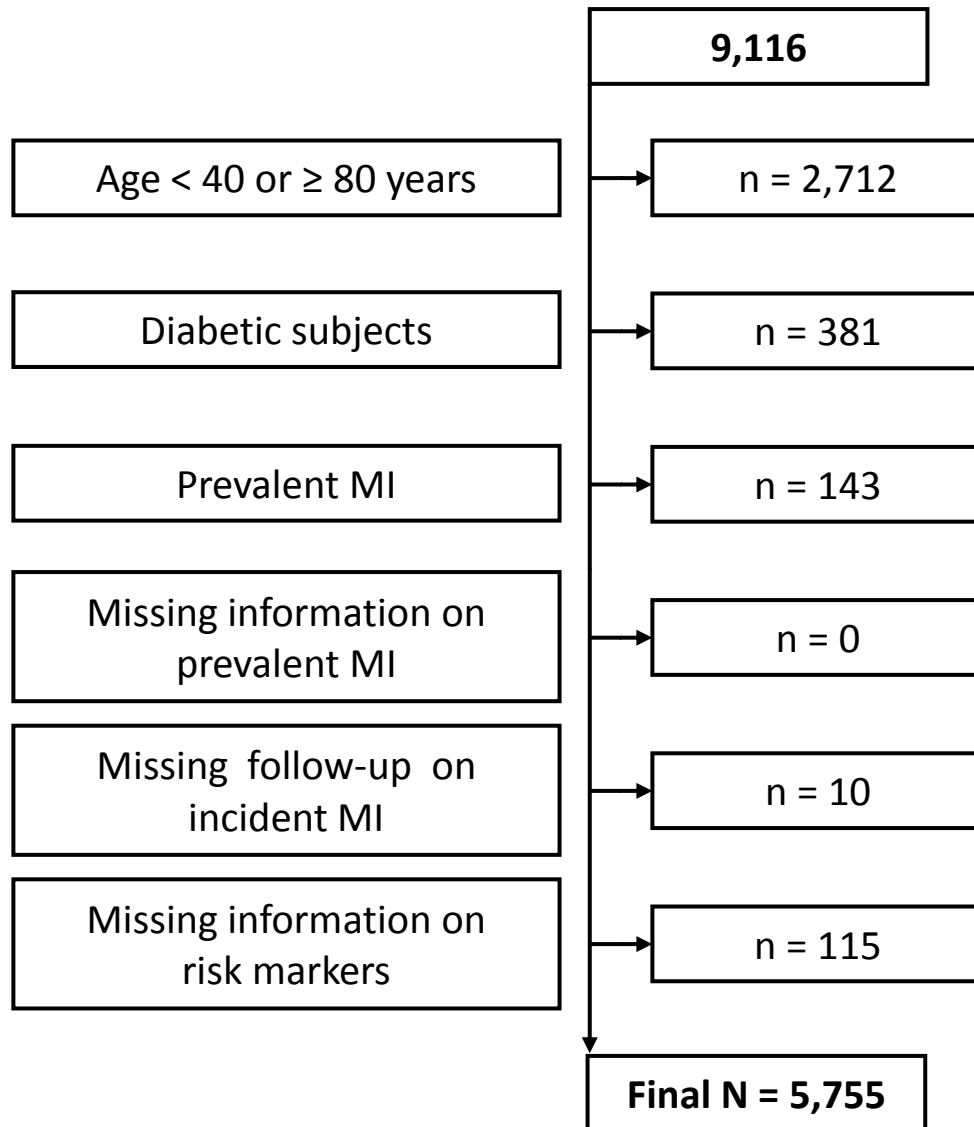 9,116
Age < 40 or ≥ 80 years
n = 2,712
Diabetic subjects
n = 381
Prevalent MI
n = 143
Missing information on
prevalent MI
n = 0
Missing follow-up on
incident MI
n = 10
Missing information on
risk markers
n = 115
Final N = 5,755